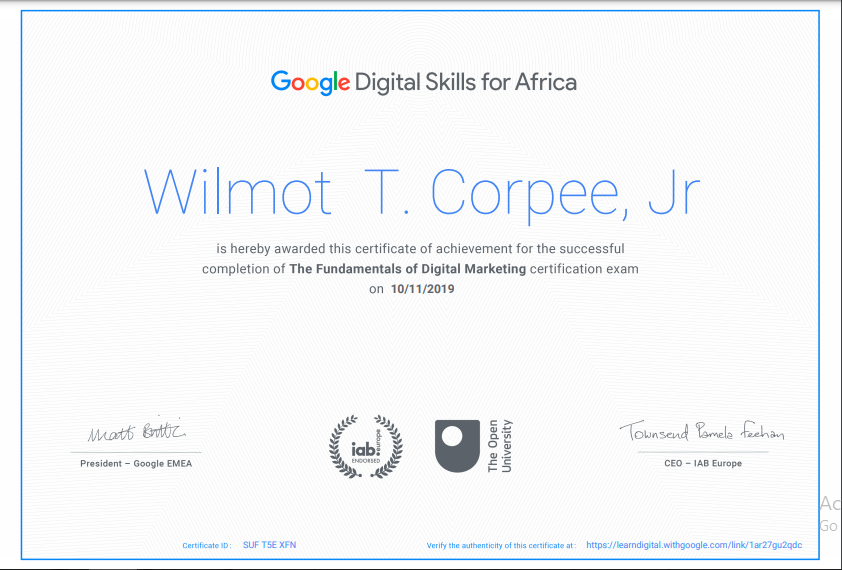 Google Digital Skills for Africa
Wilmot T. Corpee, Jr
is hereby awarded this certificate of achievement for the successful
completion of The Fundamentals of Digital Marketing certification exam
on 10/11/2019
Townsend Pamela Feehan
President – Google EMEA
iab.europe
ENDORSED
The Open
University
CEO – IAB Europe
Certificate ID : SUF T5E XFN
Verify the authenticity of this certificate at : https://learndigital.withgoogle.com/link/1ar27gu2qdc
Ac
Go